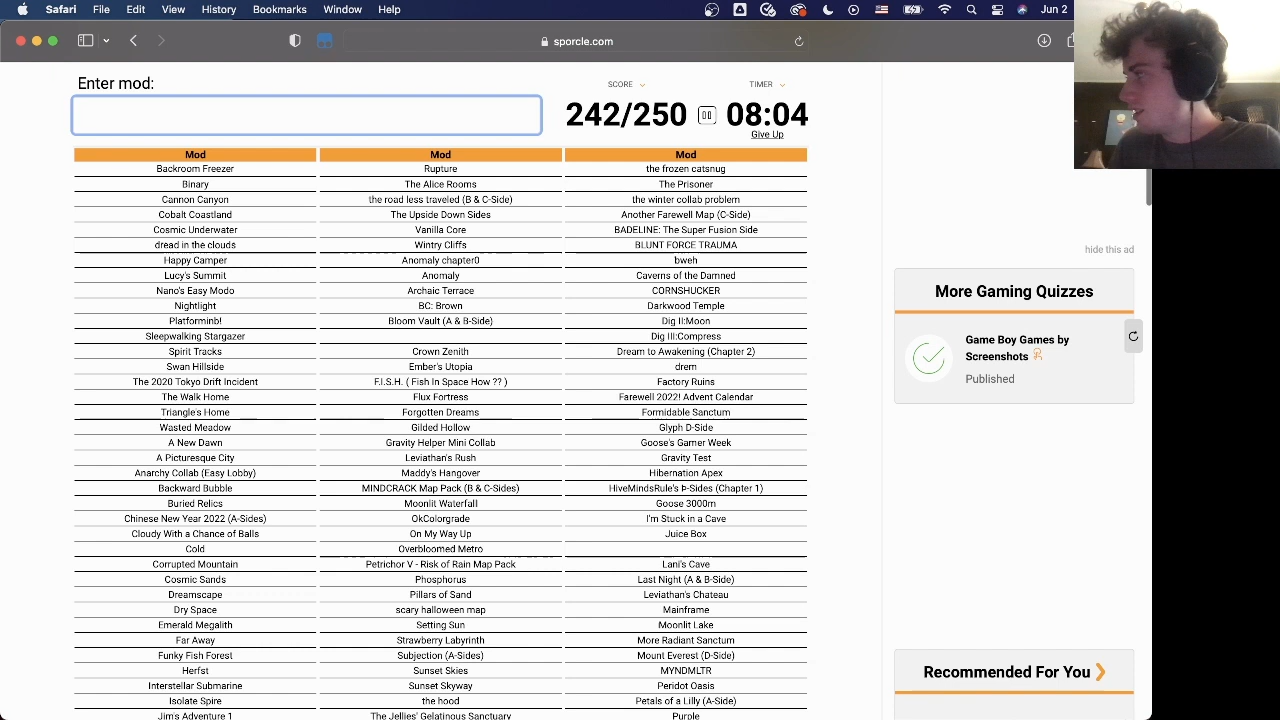 Safari File Edit View History Bookmarks Window Help Jun 2
sporcle.com
Enter mod:
SCORE
TIMER
242/250
08:04
Give Up
Mod Mod Mod
Backroom Freezer Rupture the frozen catsnug
Binary The Alice Rooms The Prisoner
Cannon Canyon the road less traveled (B & C-Side) the winter collab problem
Cobalt Coastland The Upside Down Sides Another Farewell Map (C-Side)
Cosmic Underwater Vanilla Core BADELINE: The Super Fusion Side
dread in the clouds Wintry Cliffs BLUNT FORCE TRAUMA
Happy Camper Anomaly chapter0 bweh
Lucy's Summit Anomaly Caverns of the Damned
Nano's Easy Modo Archaic Terrace CORNSHUCKER
Nightlight BC: Brown Darkwood Temple
Platforminb! Bloom Vault (A & B-Side) Dig II:Moon
Sleepwalking Stargazer Dig III:Compress
Spirit Tracks Crown Zenith Dream to Awakening (Chapter 2)
Swan Hillside Ember's Utopia drem
The 2020 Tokyo Drift Incident F.I.S.H. ( Fish In Space How ?? ) Factory Ruins
The Walk Home Flux Fortress Farewell 2022! Advent Calendar
Triangle's Home Forgotten Dreams Formidable Sanctum
Wasted Meadow Gilded Hollow Glyph D-Side
A New Dawn Gravity Helper Mini Collab Goose's Gamer Week
A Picturesque City Leviathan's Rush Gravity Test
Anarchy Collab (Easy Lobby) Maddy's Hangover Hibernation Apex
Backward Bubble MINDCRACK Map Pack (B & C-Sides) HiveMindsRule's Þ-Sides (Chapter 1)
Buried Relics Moonlit Waterfall Goose 3000m
Chinese New Year 2022 (A-Sides) OkColorgrade I'm Stuck in a Cave
Cloudy With a Chance of Balls On My Way Up Juice Box
Cold Overbloomed Metro
Corrupted Mountain Petrichor V - Risk of Rain Map Pack Lani's Cave
Cosmic Sands Phosphorus Last Night (A & B-Side)
Dreamscape Pillars of Sand Leviathan's Chateau
Dry Space scary halloween map Mainframe
Emerald Megalith Setting Sun Moonlit Lake
Far Away Strawberry Labyrinth More Radiant Sanctum
Funky Fish Forest Subjection (A-Sides) Mount Everest (D-Side)
Herfst Sunset Skies MYNDMLTR
Interstellar Submarine Sunset Skyway Peridot Oasis
Isolate Spire the hood Petals of a Lilly (A-Side)
Jim's Adventure 1 The Jellies' Gelatinous Sanctuary Purple
hide this ad
More Gaming Quizzes
Game Boy Games by
Screenshots
Published
Recommended For You